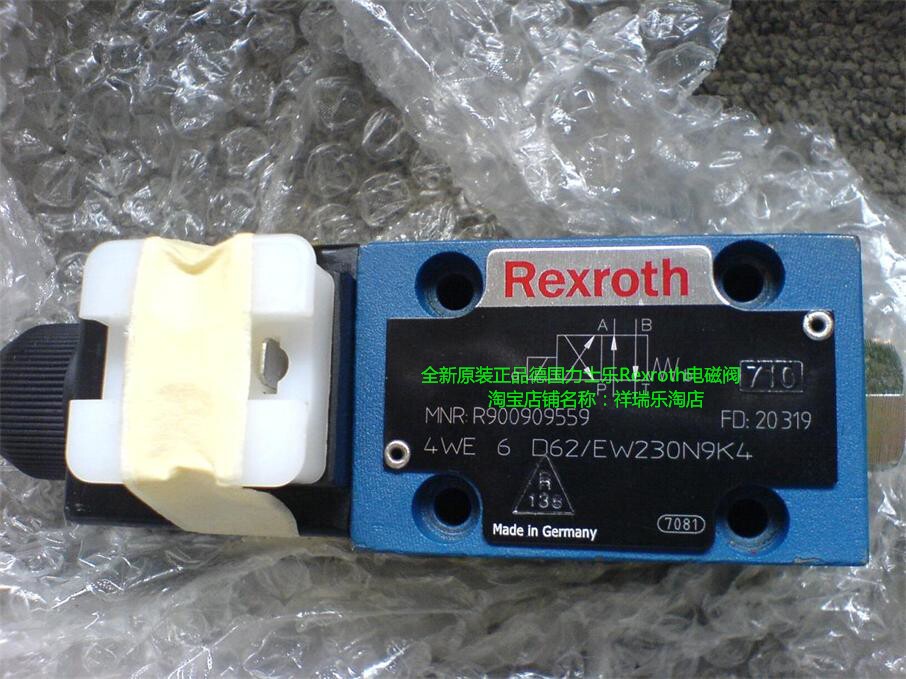 Rexroth
A B
全新原装正品德国力士乐Rexroth电磁阀
710
P T
淘宝店铺名称：祥瑞乐淘店
MNR: R900909559 FD: 20319
4WE 6 D62/EW230N9K4
138
Made in Germany 7081